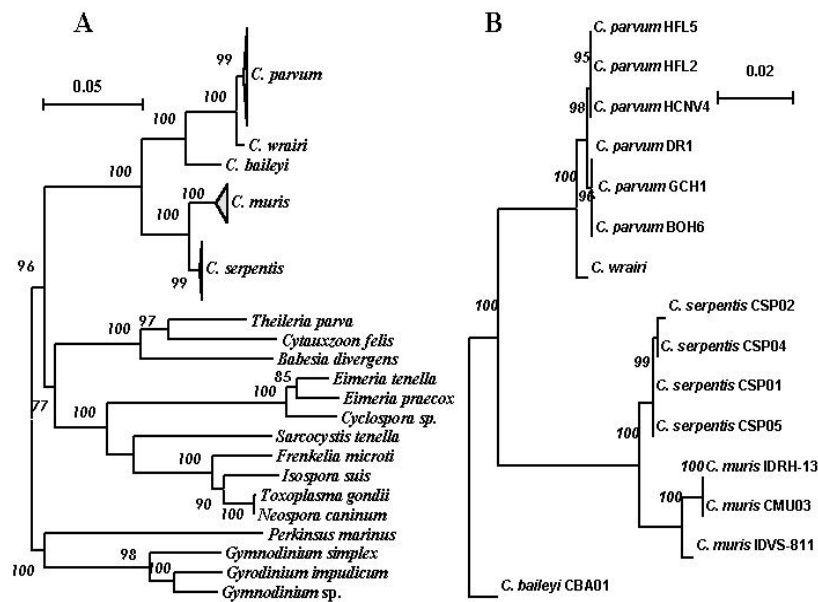 A
0.05
99
C. parvum
100
C. wrairi
100
C. baileyi
100
100
C. muris
100
C. serpentis
99
96
97
Theileria parva
100
Cytauxzoon felis
Babesia divergens
85
Eimeria tenella
100
Eimeria praecox
77
100
Cyclospora sp.
Sarcocystis tenella
100
Frenkelia microti
Isospora suis
90
Toxoplasma gondii
100
Neospora caninum
Perkinsus marinus
100
98
Gymnodinium simplex
100
Gyrodinium impudicum
Gymnodinium sp.
B
0.02
C. parvum HFL5
95
C. parvum HFL2
98
C. parvum HCNV4
C. parvum DR1
100
C. parvum GCH1
96
C. parvum BOH6
C. wrairi
100
C. serpentis CSP02
C. serpentis CSP04
99
C. serpentis CSP01
100
C. serpentis CSP05
100
C. muris IDRH-13
100
C. muris CMU03
C. muris IDVS-811
C. baileyi CBA01